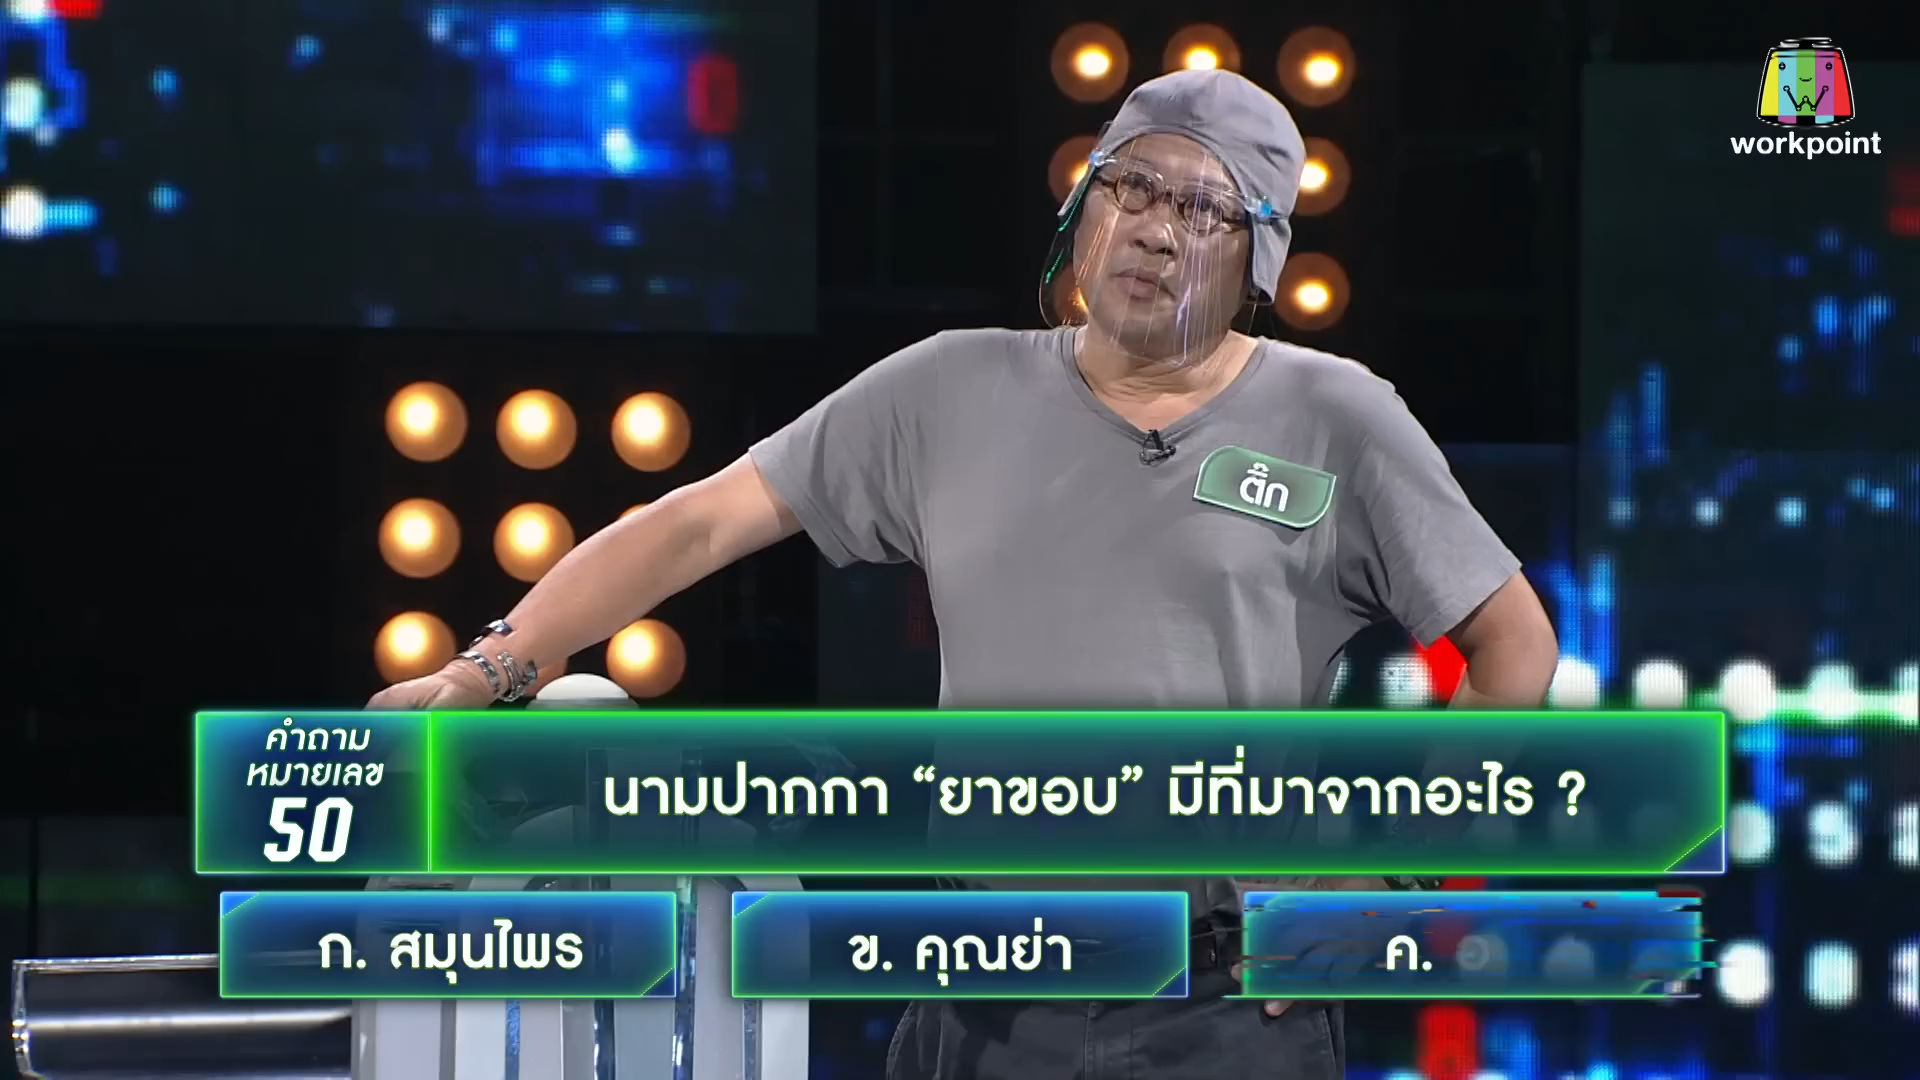 workpoint
ติ๊ก
คำถาม
หมายเลข
50
นามปากกา “ยาขอบ” มีที่มาจากอะไร ?
ก. สมุนไพร
ข. คุณย่า
ค.